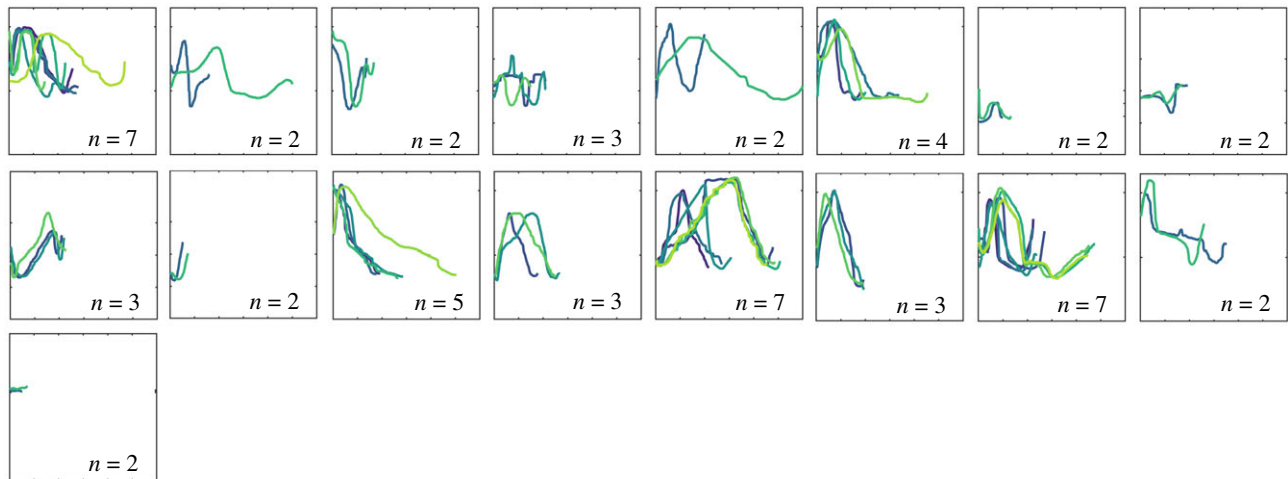 n = 7
n = 2
n = 2
n = 3
n = 2
n = 4
n = 2
n = 2
n = 3
n = 2
n = 5
n = 3
n = 7
n = 3
n = 7
n = 2
n = 2